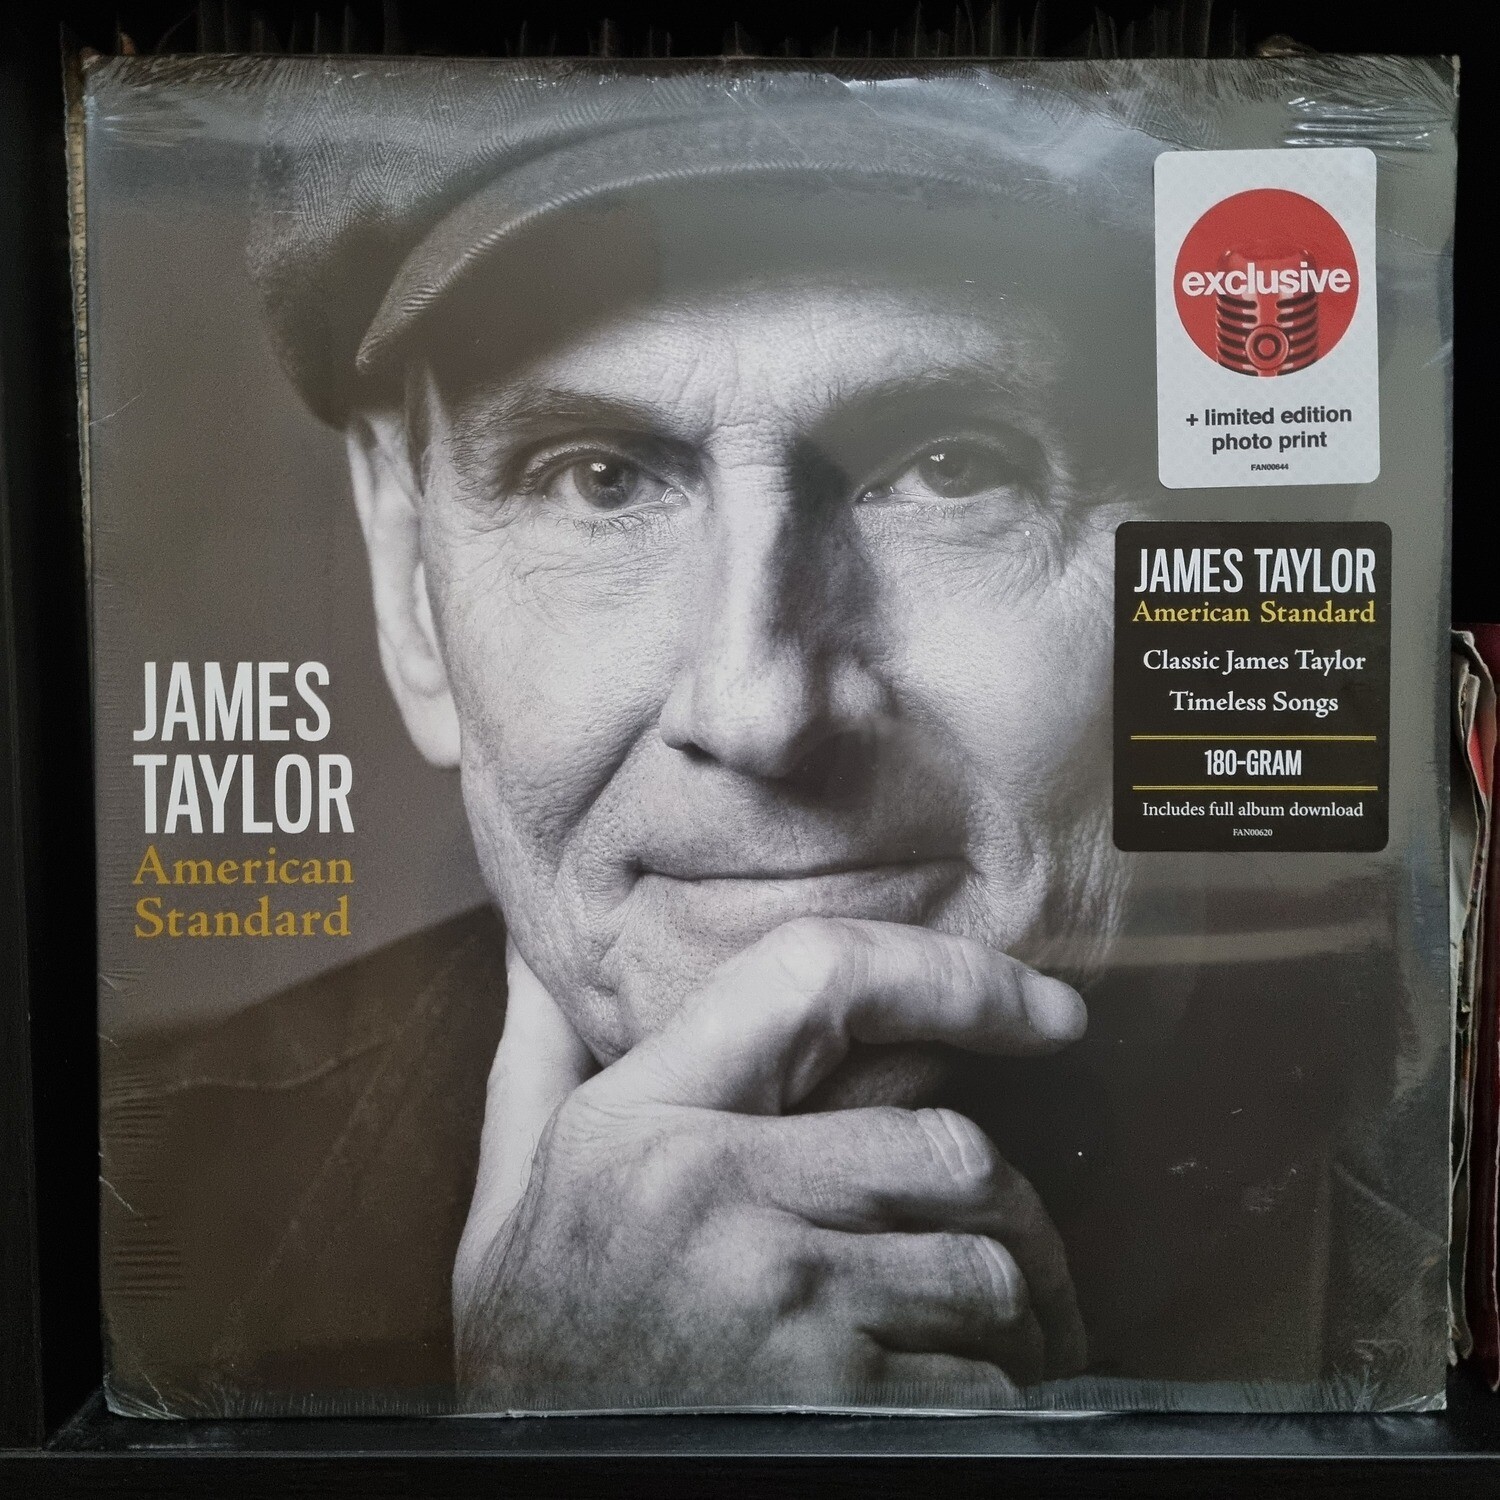 exclusive
+ limited edition
photo print
FAN00644
JAMES TAYLOR
American Standard
Classic James Taylor
Timeless Songs
180-GRAM
Includes full album download
FAN00620
JAMES
TAYLOR
American
Standard